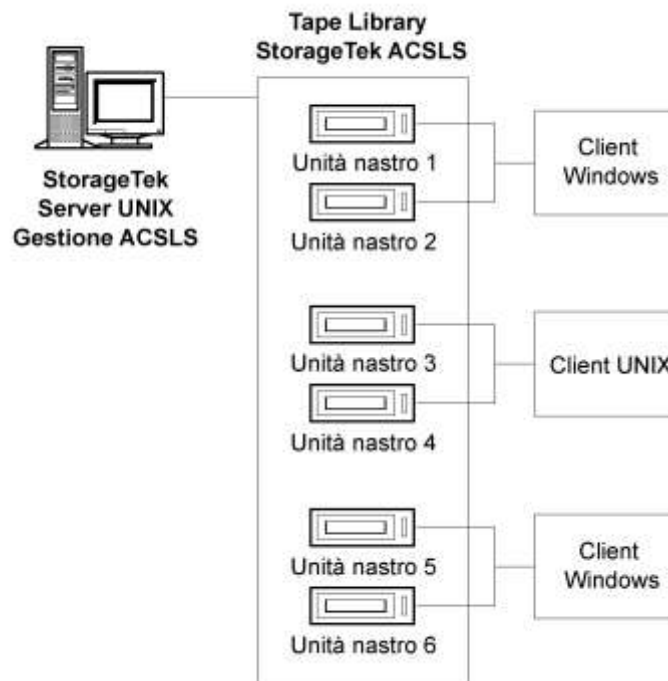 Tape Library
StorageTek ACSLS
StorageTek
Server UNIX
Gestione ACSLS
Unità nastro 1
Unità nastro 2
Client
Windows
Unità nastro 3
Unità nastro 4
Client UNIX
Unità nastro 5
Unità nastro 6
Client
Windows